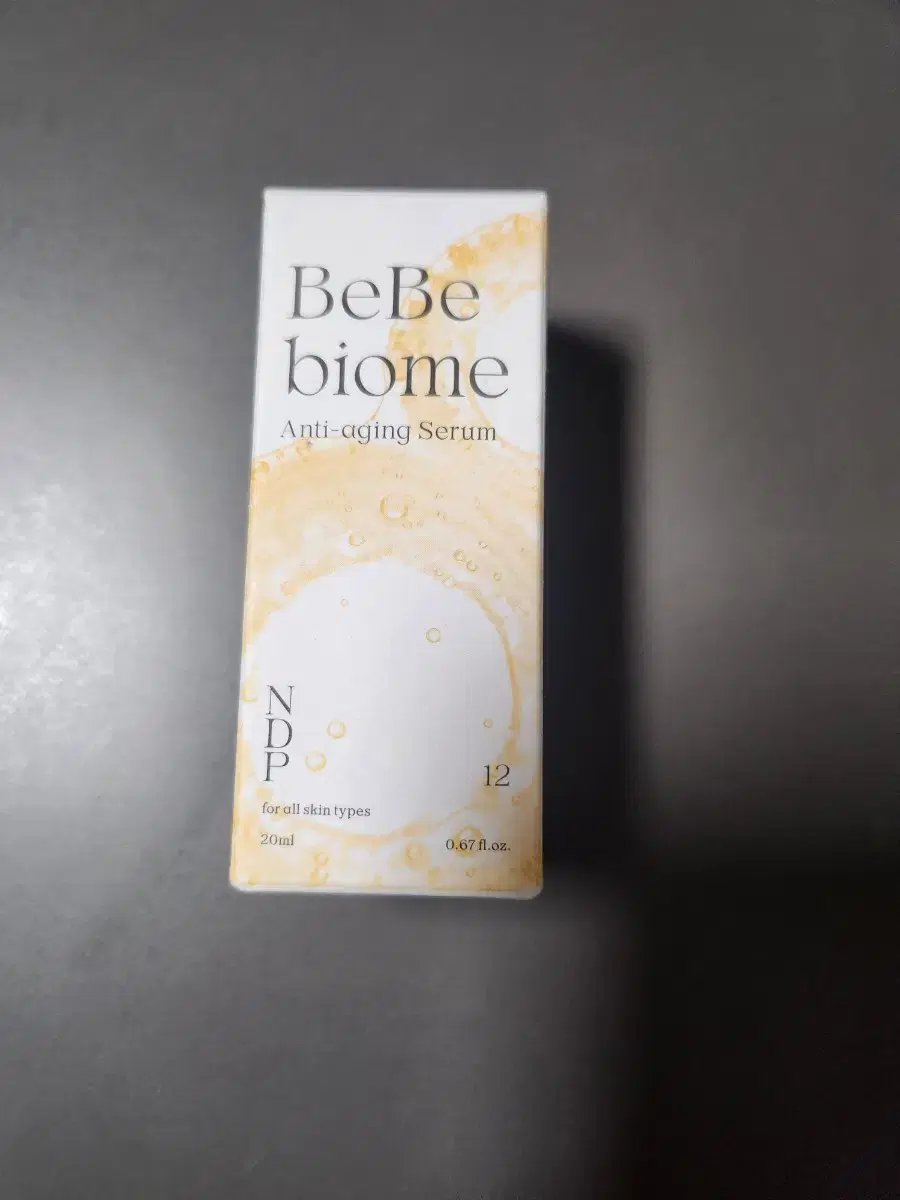 BeBe
biome
Anti-aging Serum
N
D
P
12
for all skin types
20ml
0.67 fl.oz.